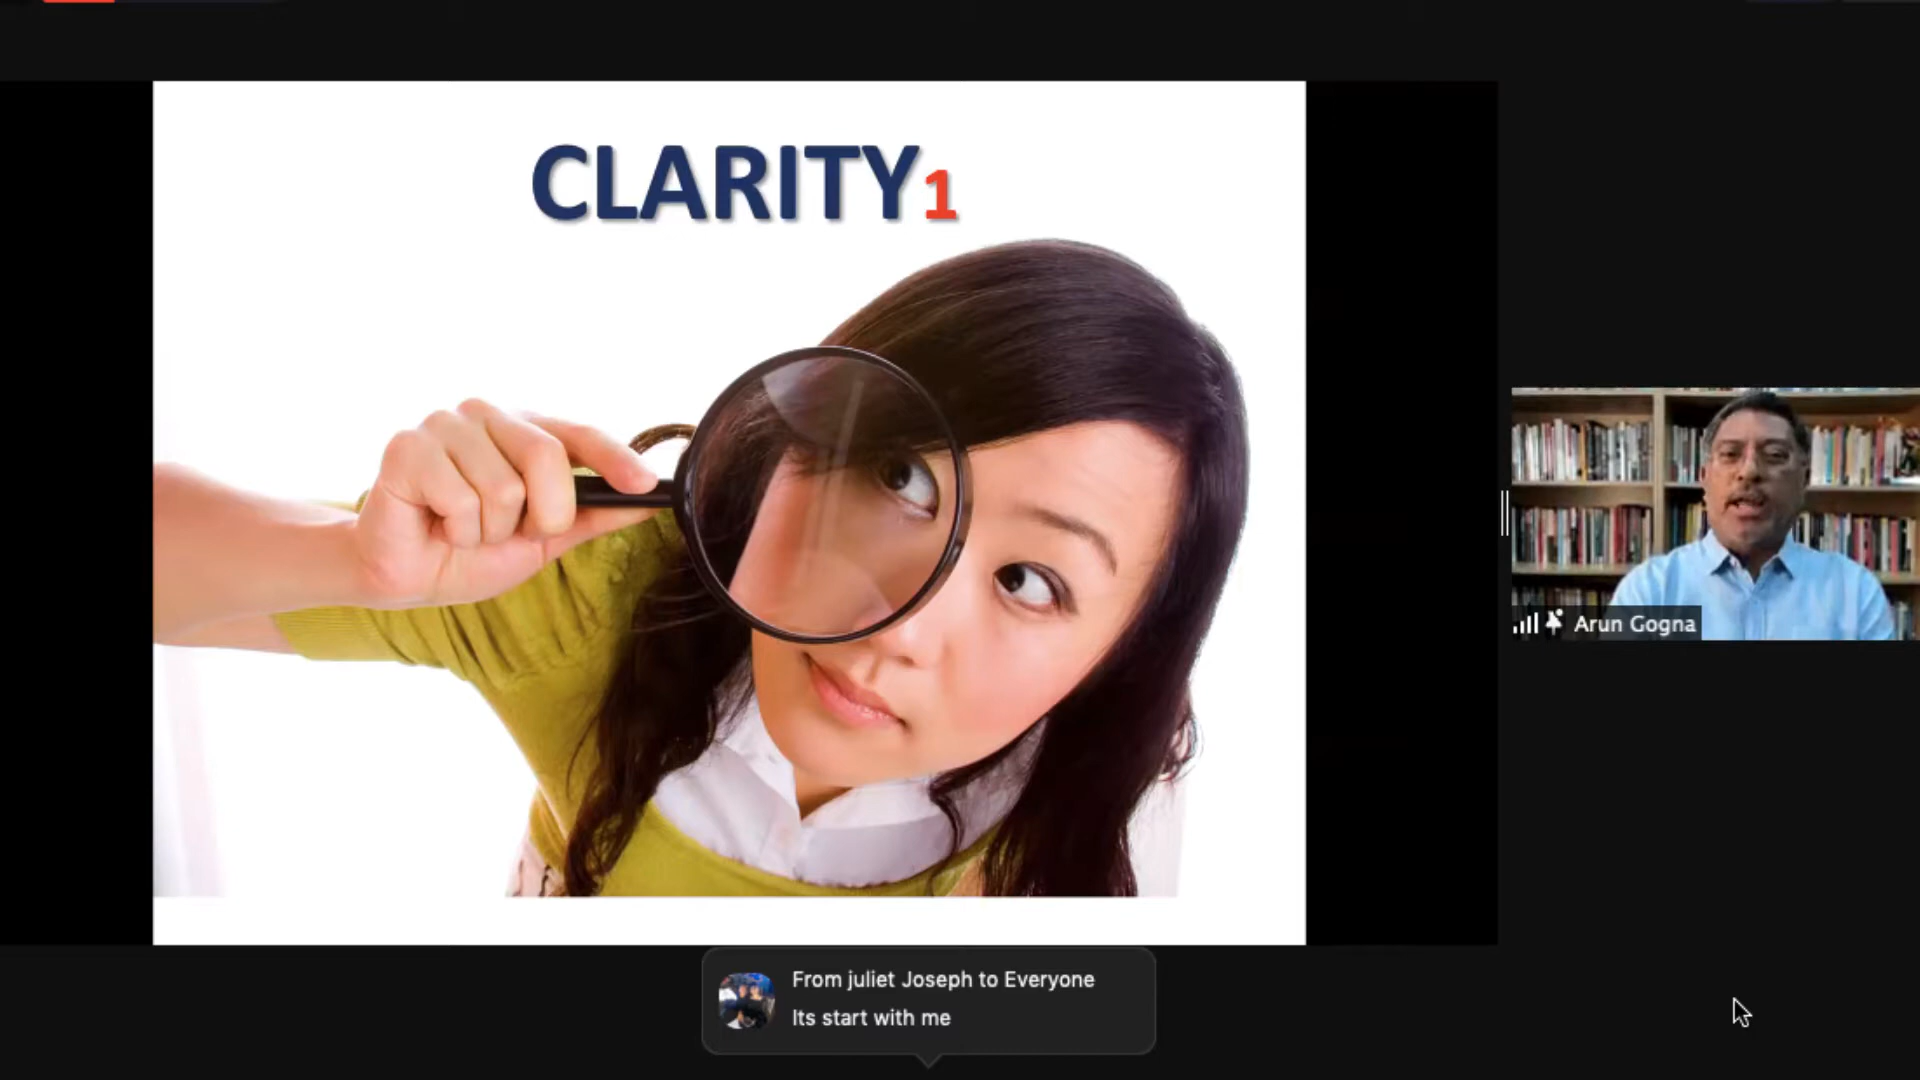 CLARITY1
Arun Gogna
From juliet Joseph to Everyone
Its start with me